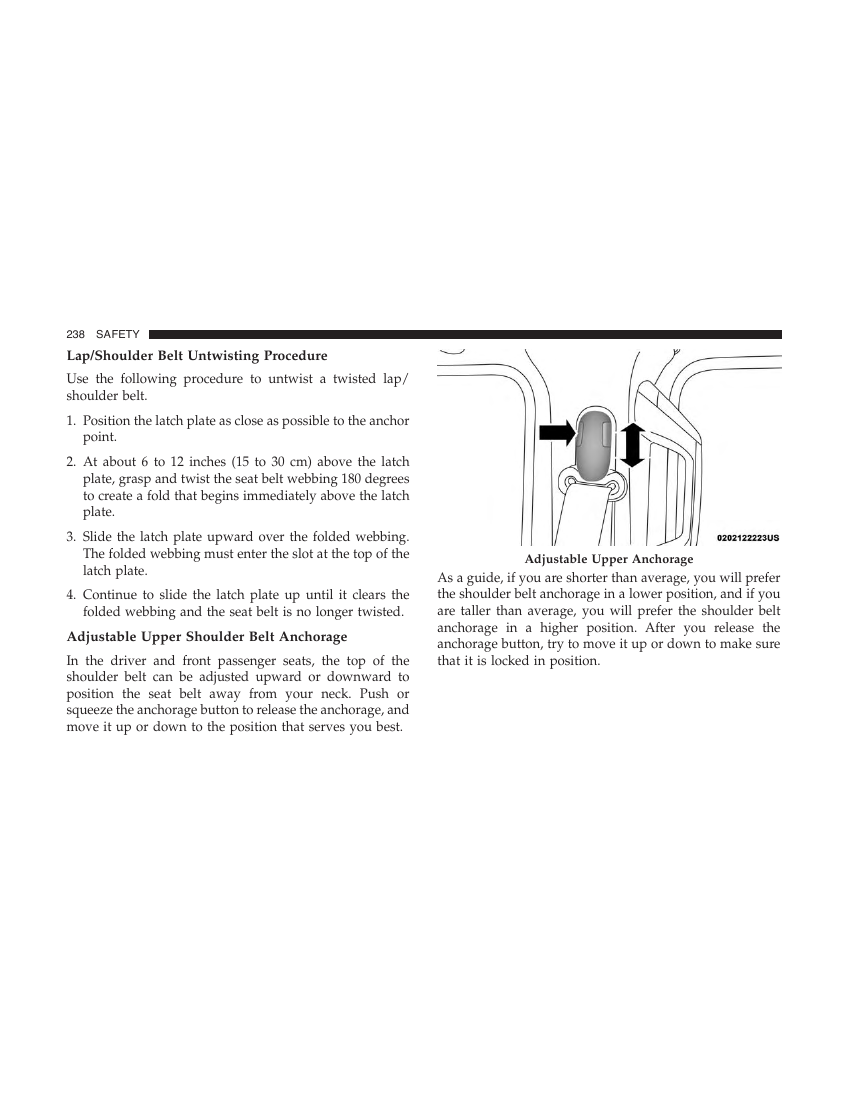 238 SAFETY
Lap/Shoulder Belt Untwisting Procedure
Use the following procedure to untwist a twisted lap/
shoulder belt.
1. Position the latch plate as close as possible to the anchor
point.
2. At about 6 to 12 inches (15 to 30 cm) above the latch
plate, grasp and twist the seat belt webbing 180 degrees
to create a fold that begins immediately above the latch
plate.
3. Slide the latch plate upward over the folded webbing.
The folded webbing must enter the slot at the top of the
latch plate.
4. Continue to slide the latch plate up until it clears the
folded webbing and the seat belt is no longer twisted.
Adjustable Upper Shoulder Belt Anchorage
In the driver and front passenger seats, the top of the
shoulder belt can be adjusted upward or downward to
position the seat belt away from your neck. Push or
squeeze the anchorage button to release the anchorage, and
move it up or down to the position that serves you best.
0202122223US
Adjustable Upper Anchorage
As a guide, if you are shorter than average, you will prefer
the shoulder belt anchorage in a lower position, and if you
are taller than average, you will prefer the shoulder belt
anchorage in a higher position. After you release the
anchorage button, try to move it up or down to make sure
that it is locked in position.